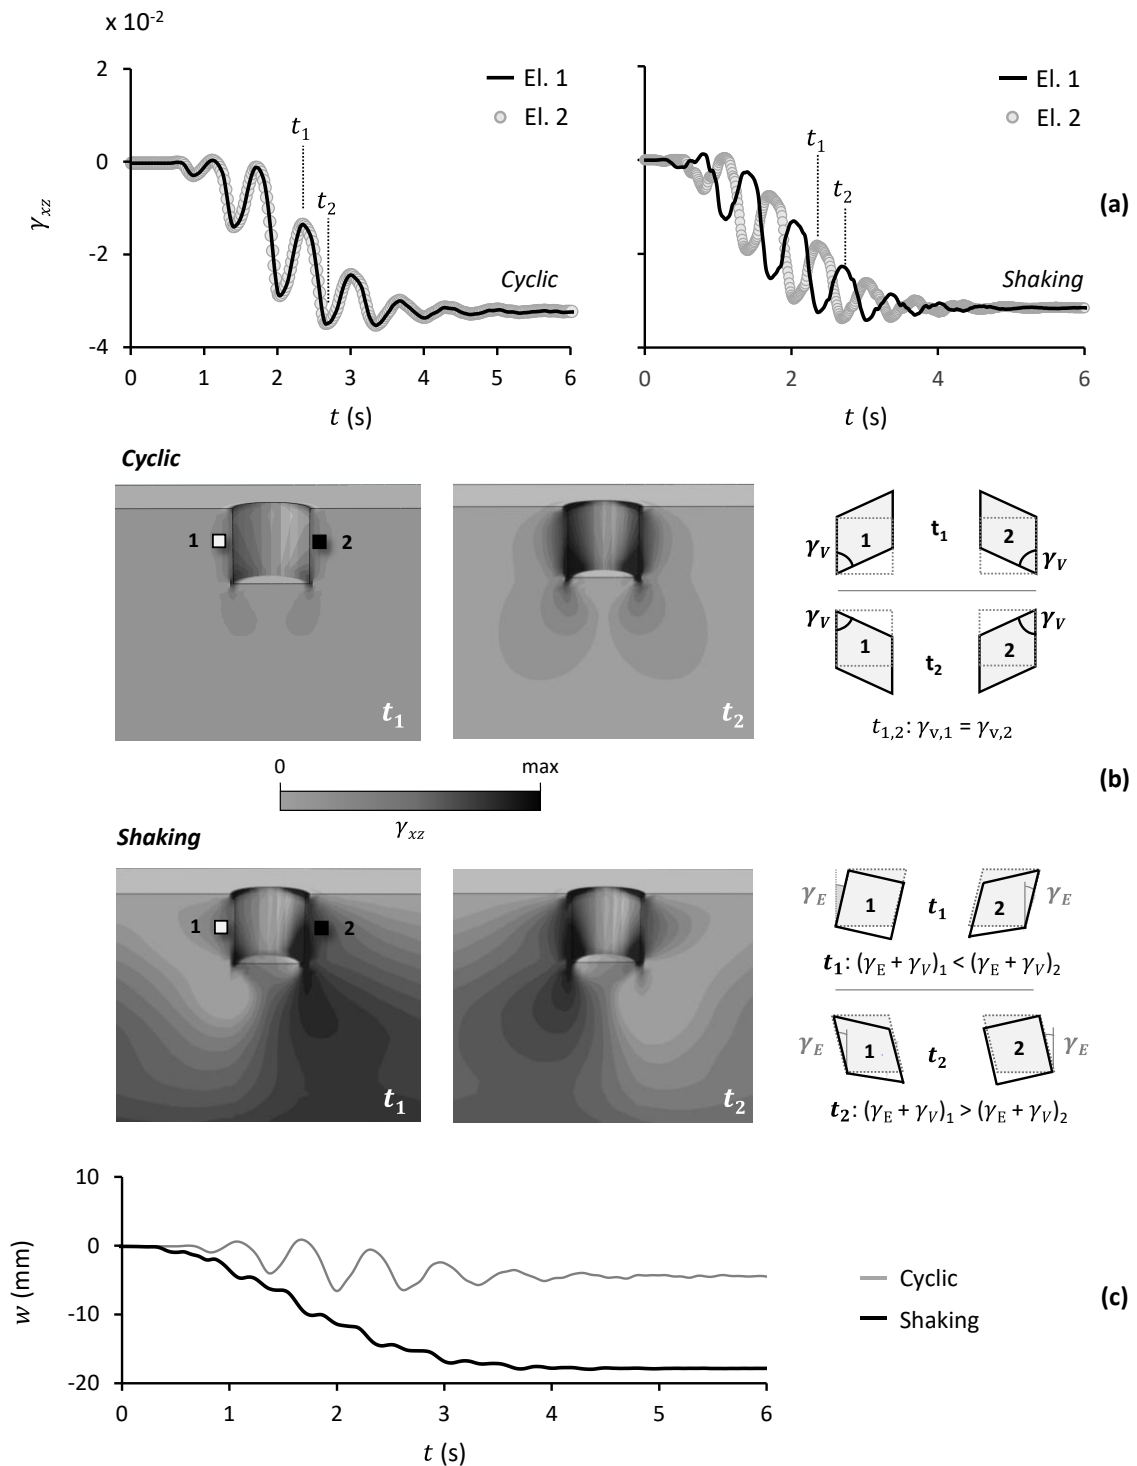 x 10⁻²
2
0
-2
-4
γxz
El. 1
El. 2
t₁
t₂
Cyclic
0 1 2 3 4 5 6
t (s)
El. 1
El. 2
t₁
t₂
Shaking
0 2 4 6
t (s)
(a)
Cyclic
1 2
t₁
t₂
1 γV t₁ 2 γV
γV 1 t₂ 2 γV
t₁,₂: γv,1 = γv,2
0 max
γxz
(b)
Shaking
1 2
t₁
t₂
γE 1 t₁ 2 γE
t₁: (γE + γV)₁ < (γE + γV)₂
γE 1 t₂ 2 γE
t₂: (γE + γV)₁ > (γE + γV)₂
10
0
-10
-20
w (mm)
Cyclic
Shaking
(c)
0 1 2 3 4 5 6
t (s)